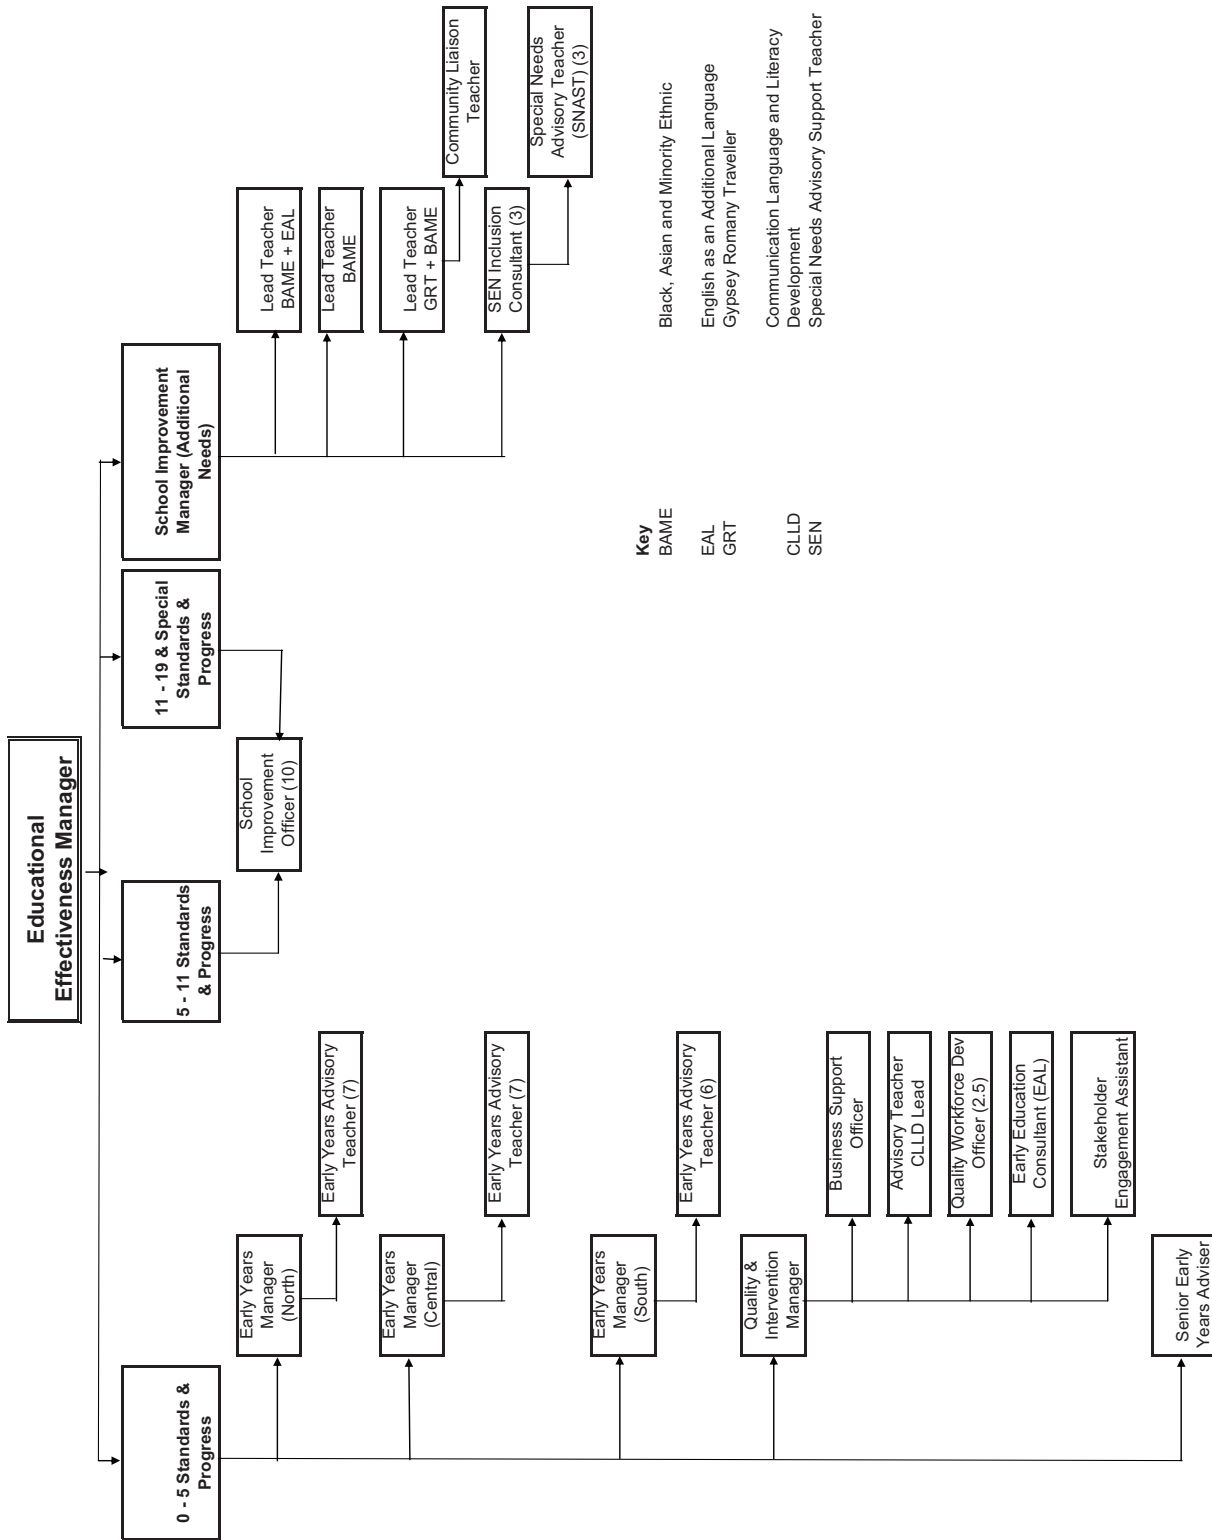 Educational
Effectiveness Manager
0 - 5 Standards &
Progress
5 - 11 Standards
& Progress
11 - 19 & Special
Standards &
Progress
School Improvement
Manager (Additional
Needs)
Early Years
Manager
(North)
Early Years Advisory
Teacher (7)
Early Years
Manager
(Central)
Early Years Advisory
Teacher (7)
Early Years
Manager
(South)
Early Years Advisory
Teacher (6)
Quality &
Intervention
Manager
Business Support
Officer
Advisory Teacher
CLLD Lead
Quality Workforce Dev
Officer (2.5)
Early Education
Consultant (EAL)
Stakeholder
Engagement Assistant
Senior Early
Years Adviser
School
Improvement
Officer (10)
Lead Teacher
BAME + EAL
Lead Teacher
BAME
Lead Teacher
GRT + BAME
Community Liaison
Teacher
SEN Inclusion
Consultant (3)
Special Needs
Advisory Teacher
(SNAST) (3)
Key
BAME Black, Asian and Minority Ethnic
EAL English as an Additional Language
GRT Gypsey Romany Traveller
CLLD Communication Language and Literacy
Development
SEN Special Needs Advisory Support Teacher